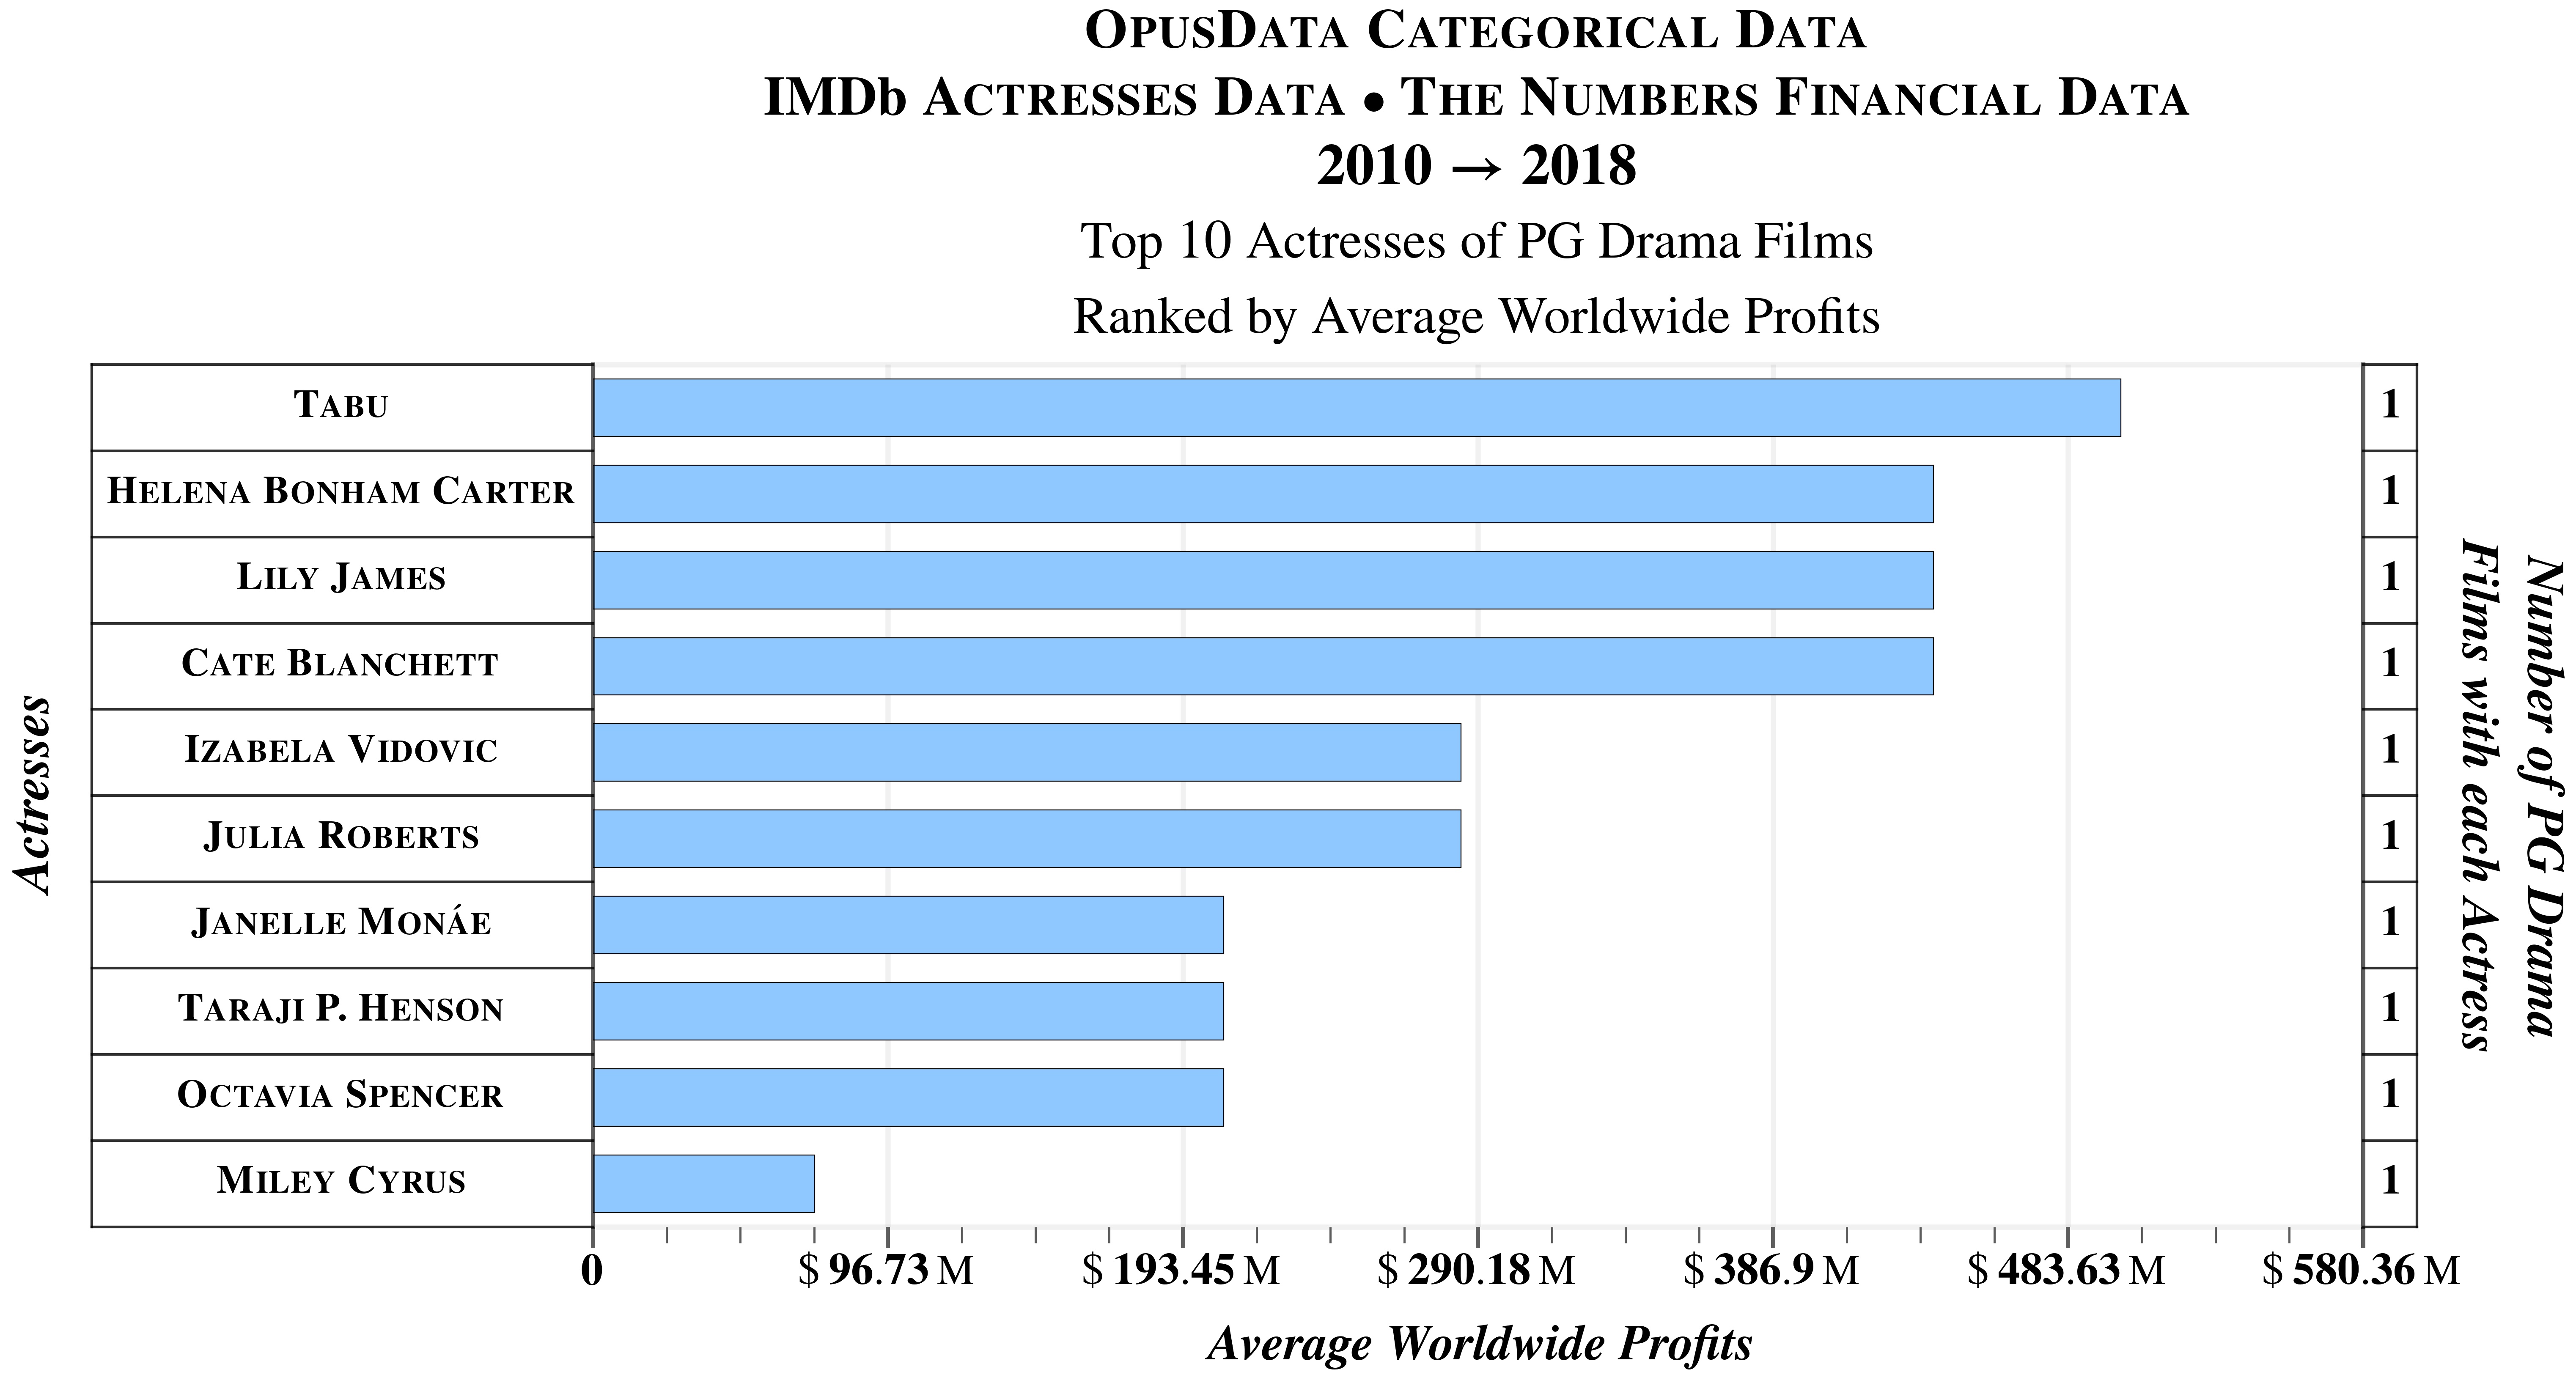 OpusData Categorical Data
IMDb Actresses Data • The Numbers Financial Data
2010 → 2018
Top 10 Actresses of PG Drama Films
Ranked by Average Worldwide Profits
Actresses
Tabu 1
Helena Bonham Carter 1
Lily James 1
Cate Blanchett 1
Izabela Vidovic 1
Julia Roberts 1
Janelle Monáe 1
Taraji P. Henson 1
Octavia Spencer 1
Miley Cyrus 1
Number of PG Drama
Films with each Actress
0 $ 96.73 M $ 193.45 M $ 290.18 M $ 386.9 M $ 483.63 M $ 580.36 M
Average Worldwide Profits